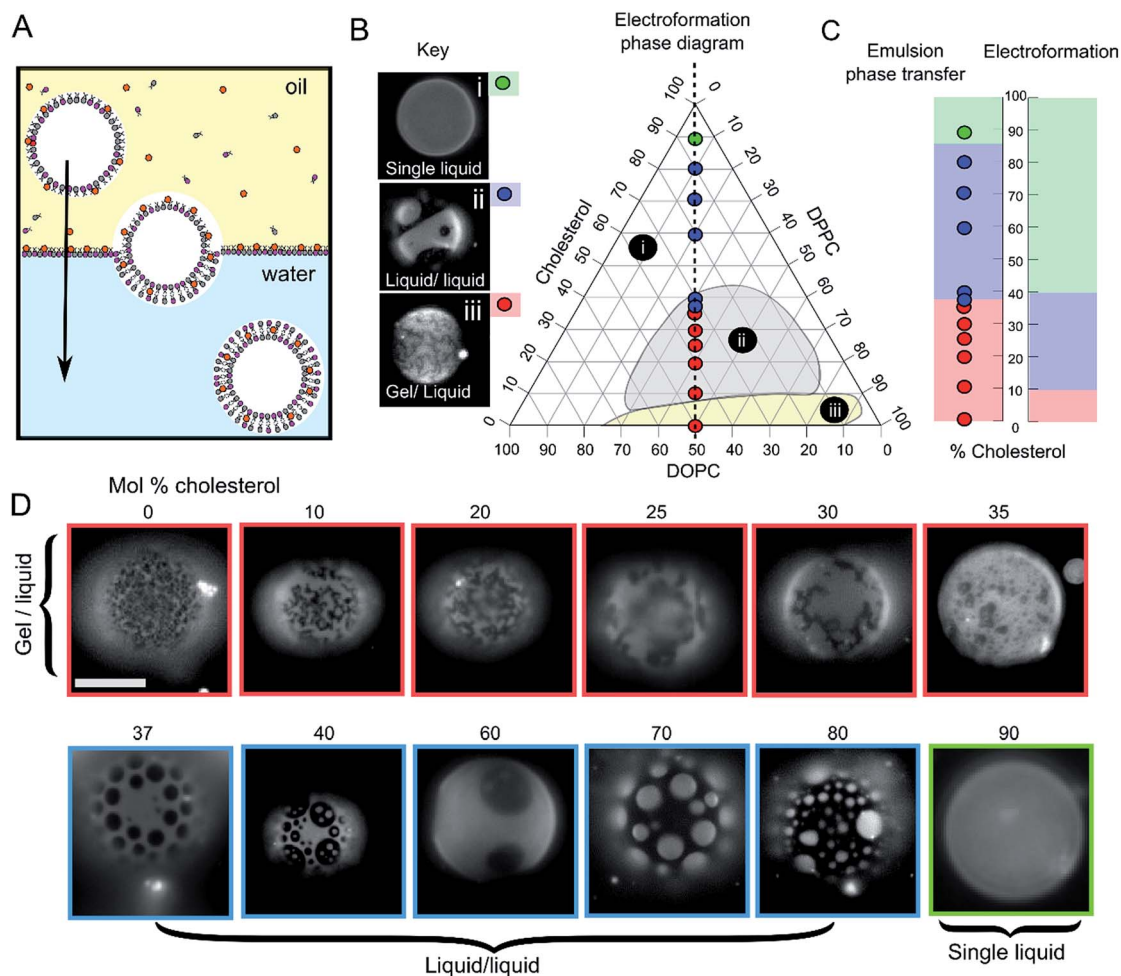 A
oil
water
B
Key
i
Single liquid
ii
Liquid/ liquid
iii
Gel/ Liquid
Electroformation
phase diagram
100
90
80
70
60
50
40
30
20
10
0
Cholesterol
0
10
20
30
40
50
60
70
80
90
100
DPPC
i
ii
iii
100 90 80 70 60 50 40 30 20 10 0
DOPC
C
Emulsion
phase transfer
Electroformation
100
90
80
70
60
50
40
30
20
10
0
% Cholesterol
D
Mol % cholesterol
0 10 20 25 30 35
Gel / liquid
37 40 60 70 80 90
Liquid/liquid
Single liquid